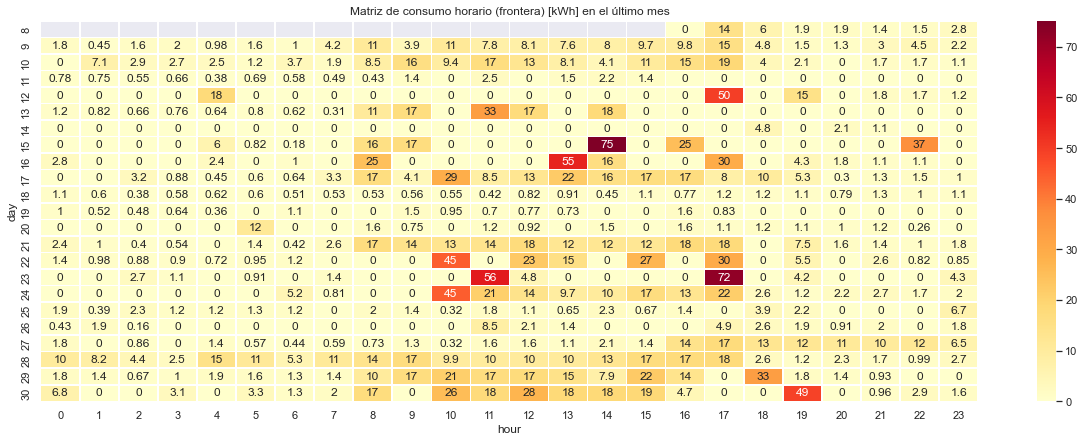 Matriz de consumo horario (frontera) [kWh] en el último mes
8 0 14 6 1.9 1.9 1.4 1.5 2.8
9 1.8 0.45 1.6 2 0.98 1.6 1 4.2 11 3.9 11 7.8 8.1 7.6 8 9.7 9.8 15 4.8 1.5 1.3 3 4.5 2.2
10 0 7.1 2.9 2.7 2.5 1.2 3.7 1.9 8.5 16 9.4 17 13 8.1 4.1 11 15 19 4 2.1 0 1.7 1.7 1.1
11 0.78 0.75 0.55 0.66 0.38 0.69 0.58 0.49 0.43 1.4 0 2.5 0 1.5 2.2 1.4 0 0 0 0 0 0 0 0
12 0 0 0 0 18 0 0 0 0 0 0 0 0 0 0 0 0 50 0 15 0 1.8 1.7 1.2
13 1.2 0.82 0.66 0.76 0.64 0.8 0.62 0.31 11 17 0 33 17 0 18 0 0 0 0 0 0 0 0 0
14 0 0 0 0 0 0 0 0 0 0 0 0 0 0 0 0 0 0 4.8 0 2.1 1.1 0 0
15 0 0 0 0 6 0.82 0.18 0 16 17 0 0 0 0 75 0 25 0 0 0 0 0 37 0
16 2.8 0 0 0 2.4 0 1 0 25 0 0 0 0 55 16 0 0 30 0 4.3 1.8 1.1 1.1 0
17 0 0 3.2 0.88 0.45 0.6 0.64 3.3 17 4.1 29 8.5 13 22 16 17 17 8 10 5.3 0.3 1.3 1.5 1
18 1.1 0.6 0.38 0.58 0.62 0.6 0.51 0.53 0.53 0.56 0.55 0.42 0.82 0.91 0.45 1.1 0.77 1.2 1.2 1.1 0.79 1.3 1 1.1
19 1 0.52 0.48 0.64 0.36 0 1.1 0 0 1.5 0.95 0.7 0.77 0.73 0 0 1.6 0.83 0 0 0 0 0 0
20 0 0 0 0 0 12 0 0 1.6 0.75 0 1.2 0.92 0 1.5 0 1.6 1.1 1.2 1.1 1 1.2 0.26 0
21 2.4 1 0.4 0.54 0 1.4 0.42 2.6 17 14 13 14 18 12 12 12 18 18 0 7.5 1.6 1.4 1 1.8
22 1.4 0.98 0.88 0.9 0.72 0.95 1.2 0 0 0 45 0 23 15 0 27 0 30 0 5.5 0 2.6 0.82 0.85
23 0 0 2.7 1.1 0 0.91 0 1.4 0 0 0 56 4.8 0 0 0 0 72 0 4.2 0 0 0 4.3
24 0 0 0 0 0 0 5.2 0.81 0 0 45 21 14 9.7 10 17 13 22 2.6 1.2 2.2 2.7 1.7 2
25 1.9 0.39 2.3 1.2 1.2 1.3 1.2 0 2 1.4 0.32 1.8 1.1 0.65 2.3 0.67 1.4 0 3.9 2.2 0 0 0 6.7
26 0.43 1.9 0.16 0 0 0 0 0 0 0 0 8.5 2.1 1.4 0 0 0 4.9 2.6 1.9 0.91 2 0 1.8
27 1.8 0 0.86 0 1.4 0.57 0.44 0.59 0.73 1.3 0.32 1.6 1.6 1.1 2.1 1.4 14 17 13 12 11 10 12 6.5
28 10 8.2 4.4 2.5 15 11 5.3 11 14 17 9.9 10 10 10 13 17 17 18 2.6 1.2 2.3 1.7 0.99 2.7
29 1.8 1.4 0.67 1 1.9 1.6 1.3 1.4 10 17 21 17 17 15 7.9 22 14 0 33 1.8 1.4 0.93 0 0
30 6.8 0 0 3.1 0 3.3 1.3 2 17 0 26 18 28 18 18 19 4.7 0 0 49 0 0.96 2.9 1.6
0 1 2 3 4 5 6 7 8 9 10 11 12 13 14 15 16 17 18 19 20 21 22 23
hour
day
70
60
50
40
30
20
10
0